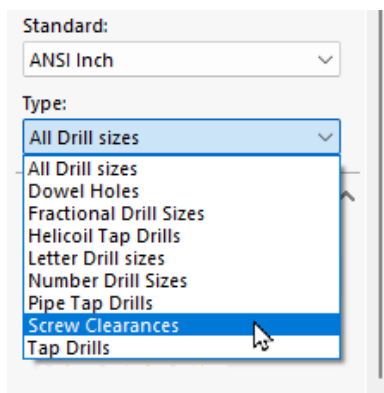 Standard:
ANSI Inch
Type:
All Drill sizes
All Drill sizes
Dowel Holes
Fractional Drill Sizes
Helicoil Tap Drills
Letter Drill sizes
Number Drill Sizes
Pipe Tap Drills
Screw Clearances
Tap Drills